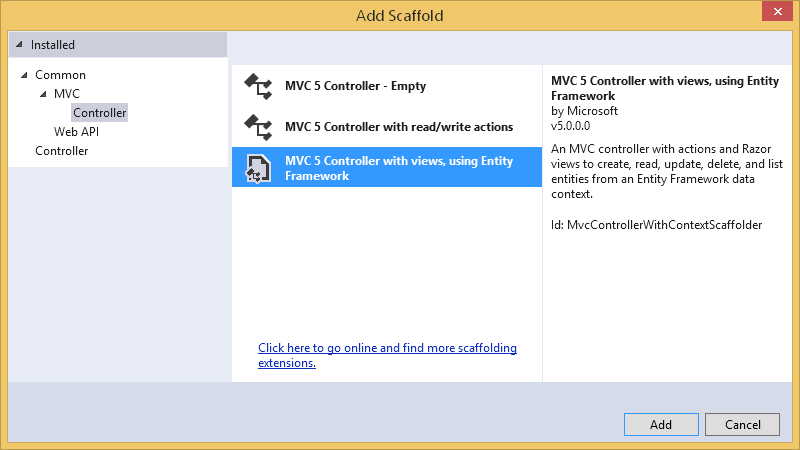 Add Scaffold
Installed
Common
MVC
Controller
Web API
Controller
MVC 5 Controller - Empty
MVC 5 Controller with read/write actions
MVC 5 Controller with views, using Entity
Framework
Click here to go online and find more scaffolding
extensions.
MVC 5 Controller with views, using Entity
Framework
by Microsoft
v5.0.0.0
An MVC controller with actions and Razor
views to create, read, update, delete, and list
entities from an Entity Framework data
context.
Id: MvcControllerWithContextScaffolder
Add
Cancel